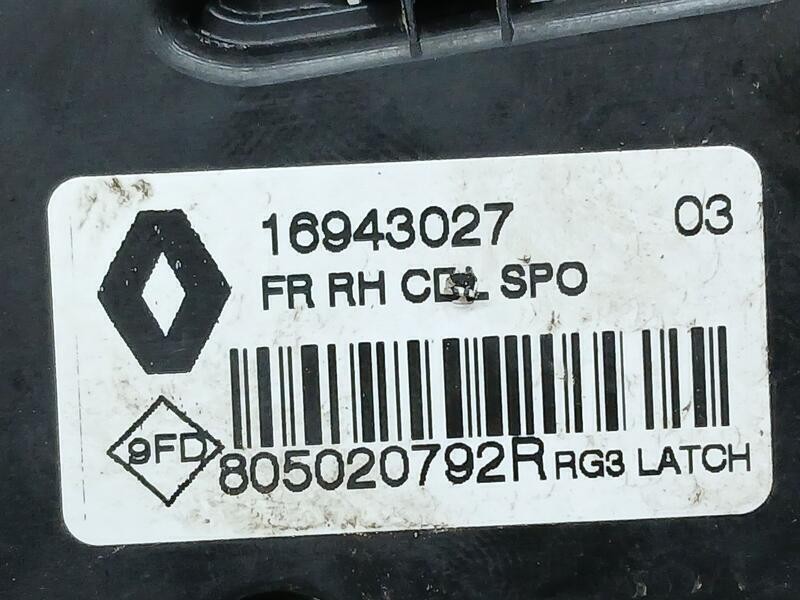 16943027 03
FR RH CDL SPO
9FD
805020792R RG3 LATCH